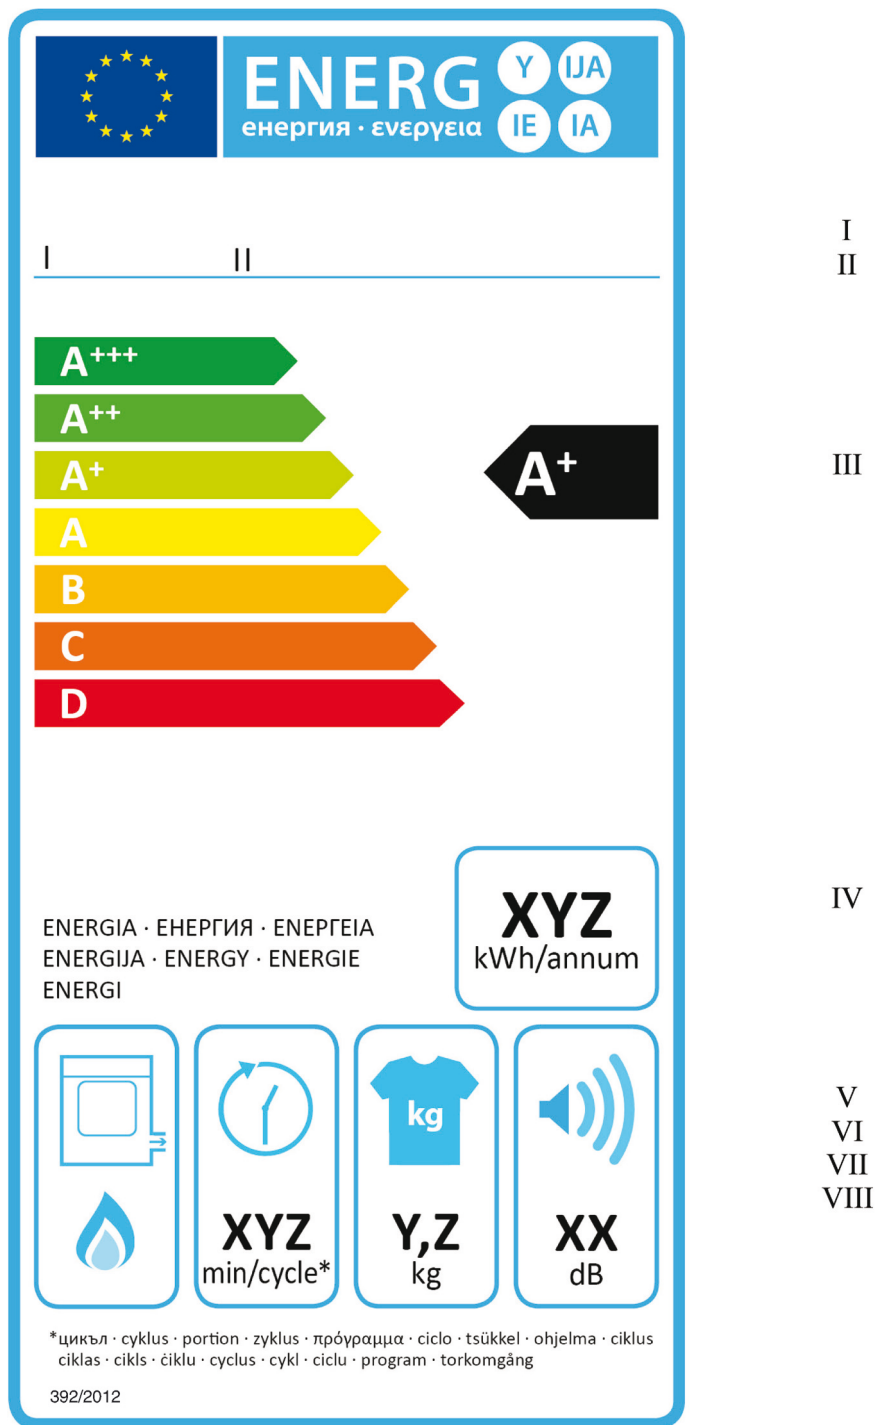 ENERG Y IJA
енергия · ενεργεια IE IA
I
I II
II
A+++
A++
A+
A+
III
A
B
C
D
XYZ
IV
kWh/annum
ENERGIA · ЕНЕРГИЯ · ΕΝΕΡΓΕΙΑ
ENERGIJA · ENERGY · ENERGIE
ENERGI
kg
V
VI
VII
VIII
XYZ
min/cycle*
Y,Z
kg
XX
dB
*цикъл · cyklus · portion · zyklus · πρόγραμμα · ciclo · tsükkel · ohjelma · ciklus
ciklas · cikls · ċiklu · cyclus · cykl · ciclu · program · torkomgång
392/2012